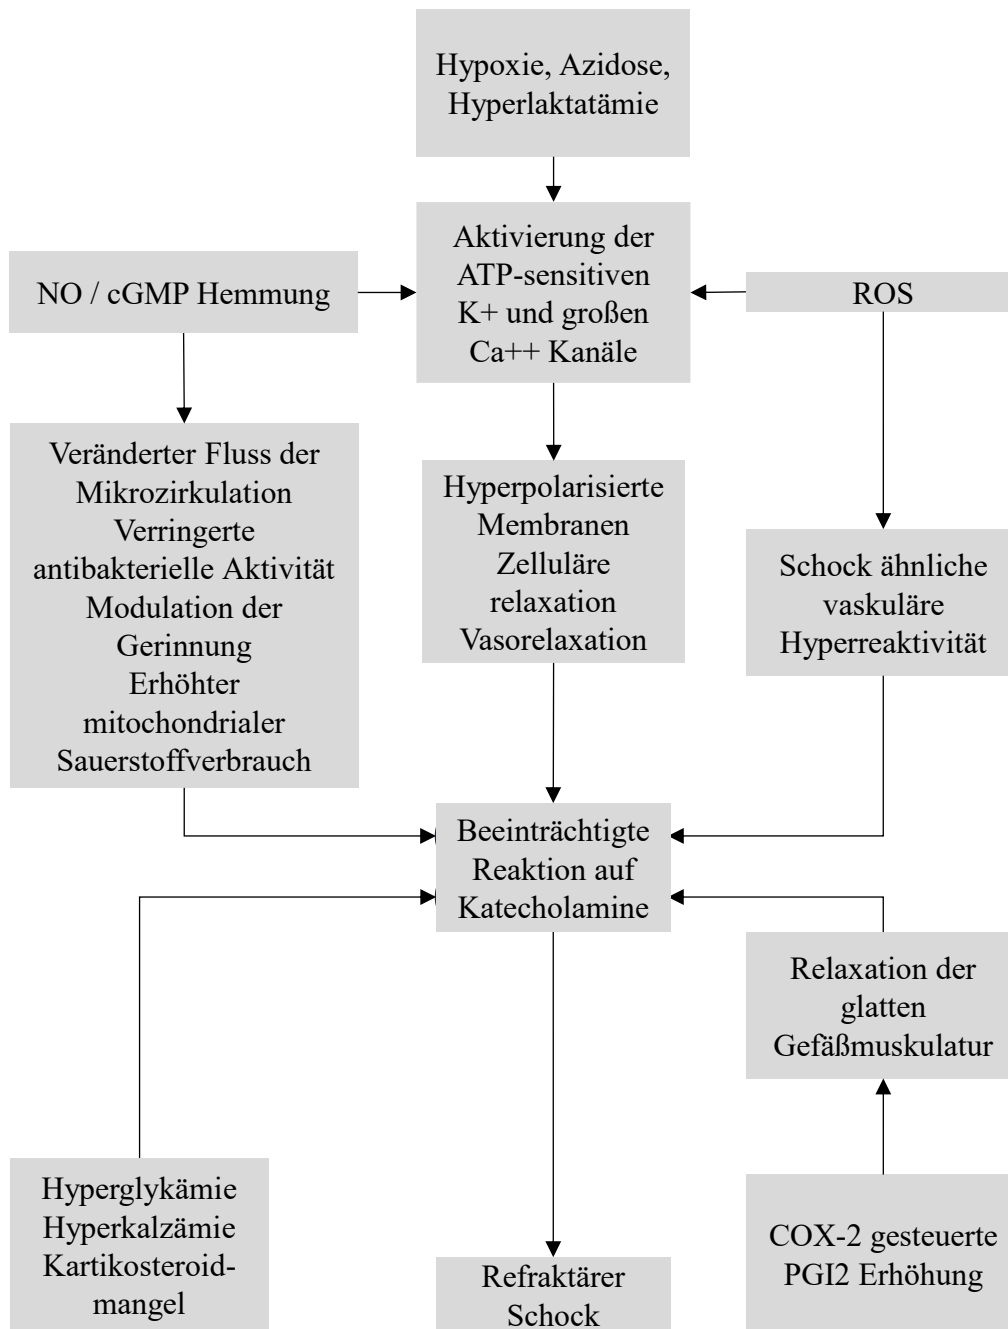 Hypoxie, Azidose,
Hyperlaktatämie
Aktivierung der
ATP-sensitiven
K+ und großen
Ca++ Kanäle
NO / cGMP Hemmung
ROS
Veränderter Fluss der
Mikrozirkulation
Verringerte
antibakterielle Aktivität
Modulation der
Gerinnung
Erhöhter
mitochondrialer
Sauerstoffverbrauch
Hyperpolarisierte
Membranen
Zelluläre
relaxation
Vasorelaxation
Schock ähnliche
vaskuläre
Hyperreaktivität
Beeinträchtigte
Reaktion auf
Katecholamine
Relaxation der
glatten
Gefäßmuskulatur
Hyperglykämie
Hyperkalzämie
Kartikosteroid-
mangel
Refraktärer
Schock
COX-2 gesteuerte
PGI2 Erhöhung